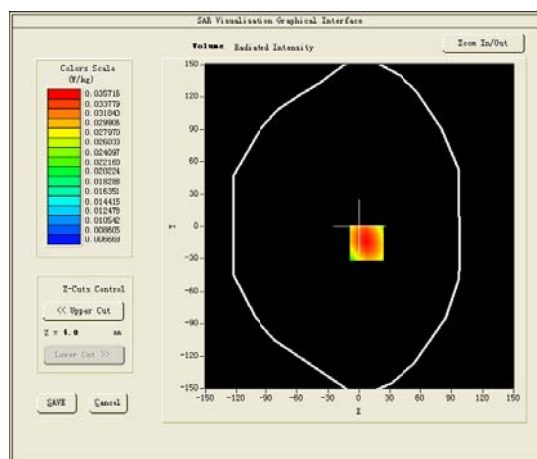 SAR Visualisation Graphical Interface
Volume Radiated Intensity
Zoom In/Out
Colors Scale
(W/kg)
0.035715
0.033779
0.031843
0.029906
0.027970
0.026033
0.024097
0.022160
0.020224
0.018288
0.016351
0.014415
0.012478
0.010542
0.008605
0.006669
Z-Cuts Control
<< Upper Cut
Z = 4.0 mm
Lower Cut >>
SAVE Cancel
150
120
90
60
30
0
-30
-60
-90
-120
-150
Y
-150 -120 -90 -60 -30 0 30 60 90 120 150
X